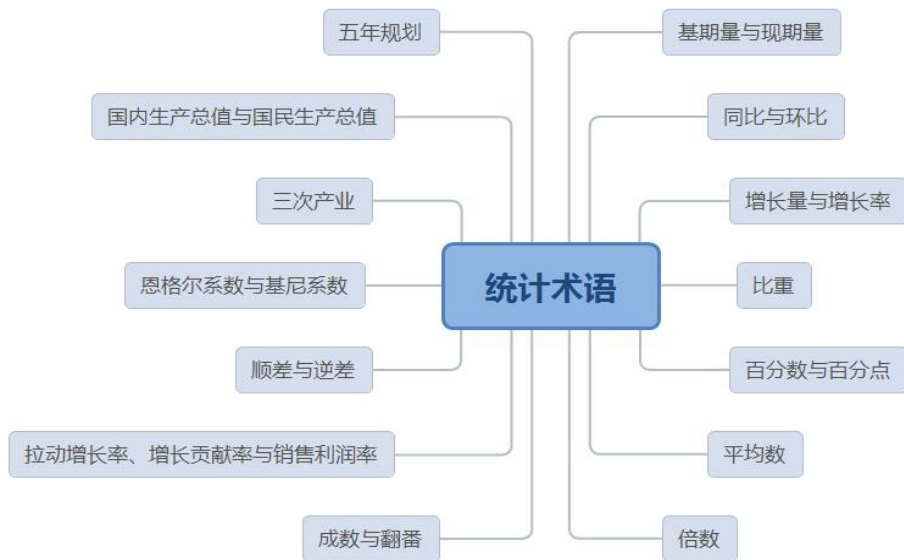 五年规划
国内生产总值与国民生产总值
三次产业
恩格尔系数与基尼系数
顺差与逆差
拉动增长率、增长贡献率与销售利润率
成数与翻番
统计术语
基期量与现期量
同比与环比
增长量与增长率
比重
百分数与百分点
平均数
倍数